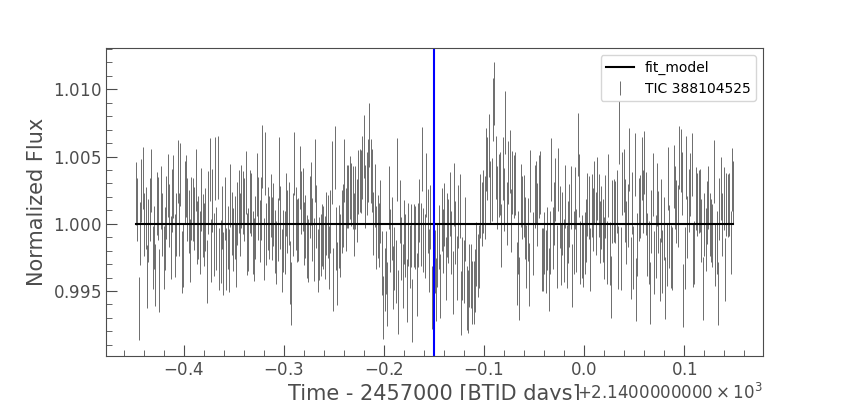 fit_model
TIC 388104525
1.010
1.005
1.000
0.995
Normalized Flux
−0.4
−0.3
−0.2
−0.1
0.0
0.1
Time - 2457000 [BTJD days]
+2.1400000000×10³